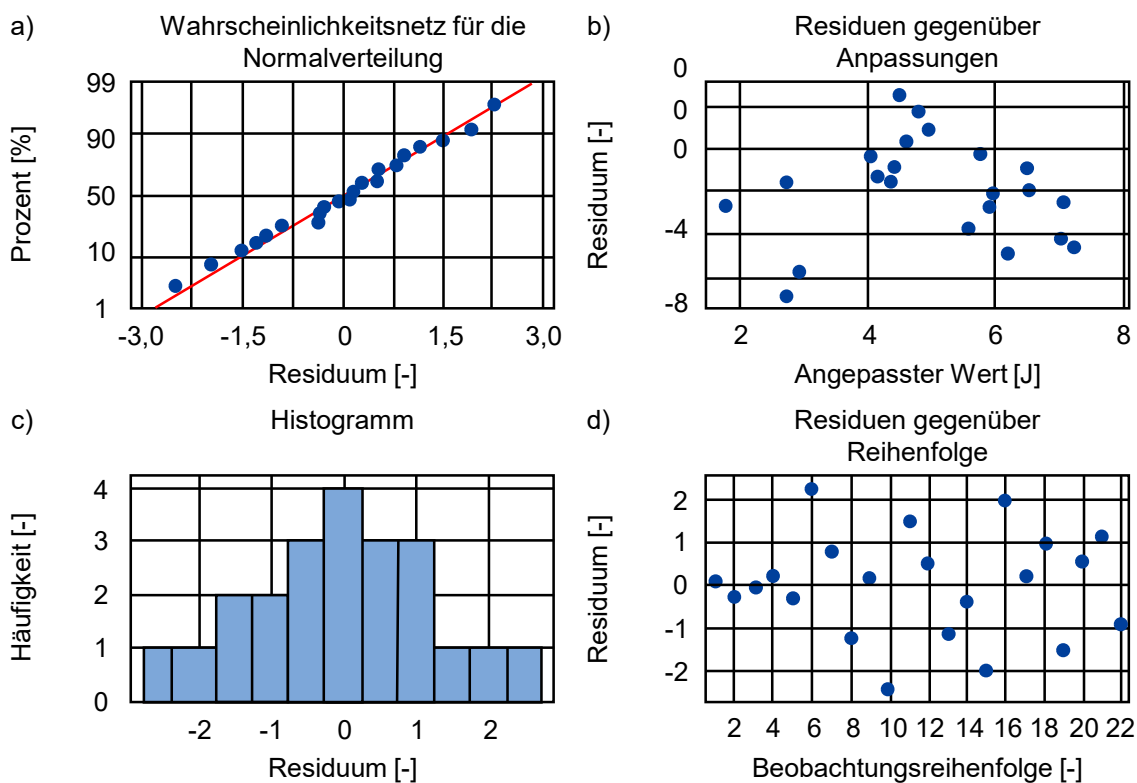 a)
Wahrscheinlichkeitsnetz für die
Normalverteilung
Prozent [%]
99
90
50
10
1
-3,0 -1,5 0 1,5 3,0
Residuum [-]
b)
Residuen gegenüber
Anpassungen
Residuum [-]
0
0
0
-4
-8
2 4 6 8
Angepasster Wert [J]
c)
Histogramm
Häufigkeit [-]
4
3
2
1
0
-2 -1 0 1 2
Residuum [-]
d)
Residuen gegenüber
Reihenfolge
Residuum [-]
2
1
0
-1
-2
2 4 6 8 10 12 14 16 18 20 22
Beobachtungsreihenfolge [-]